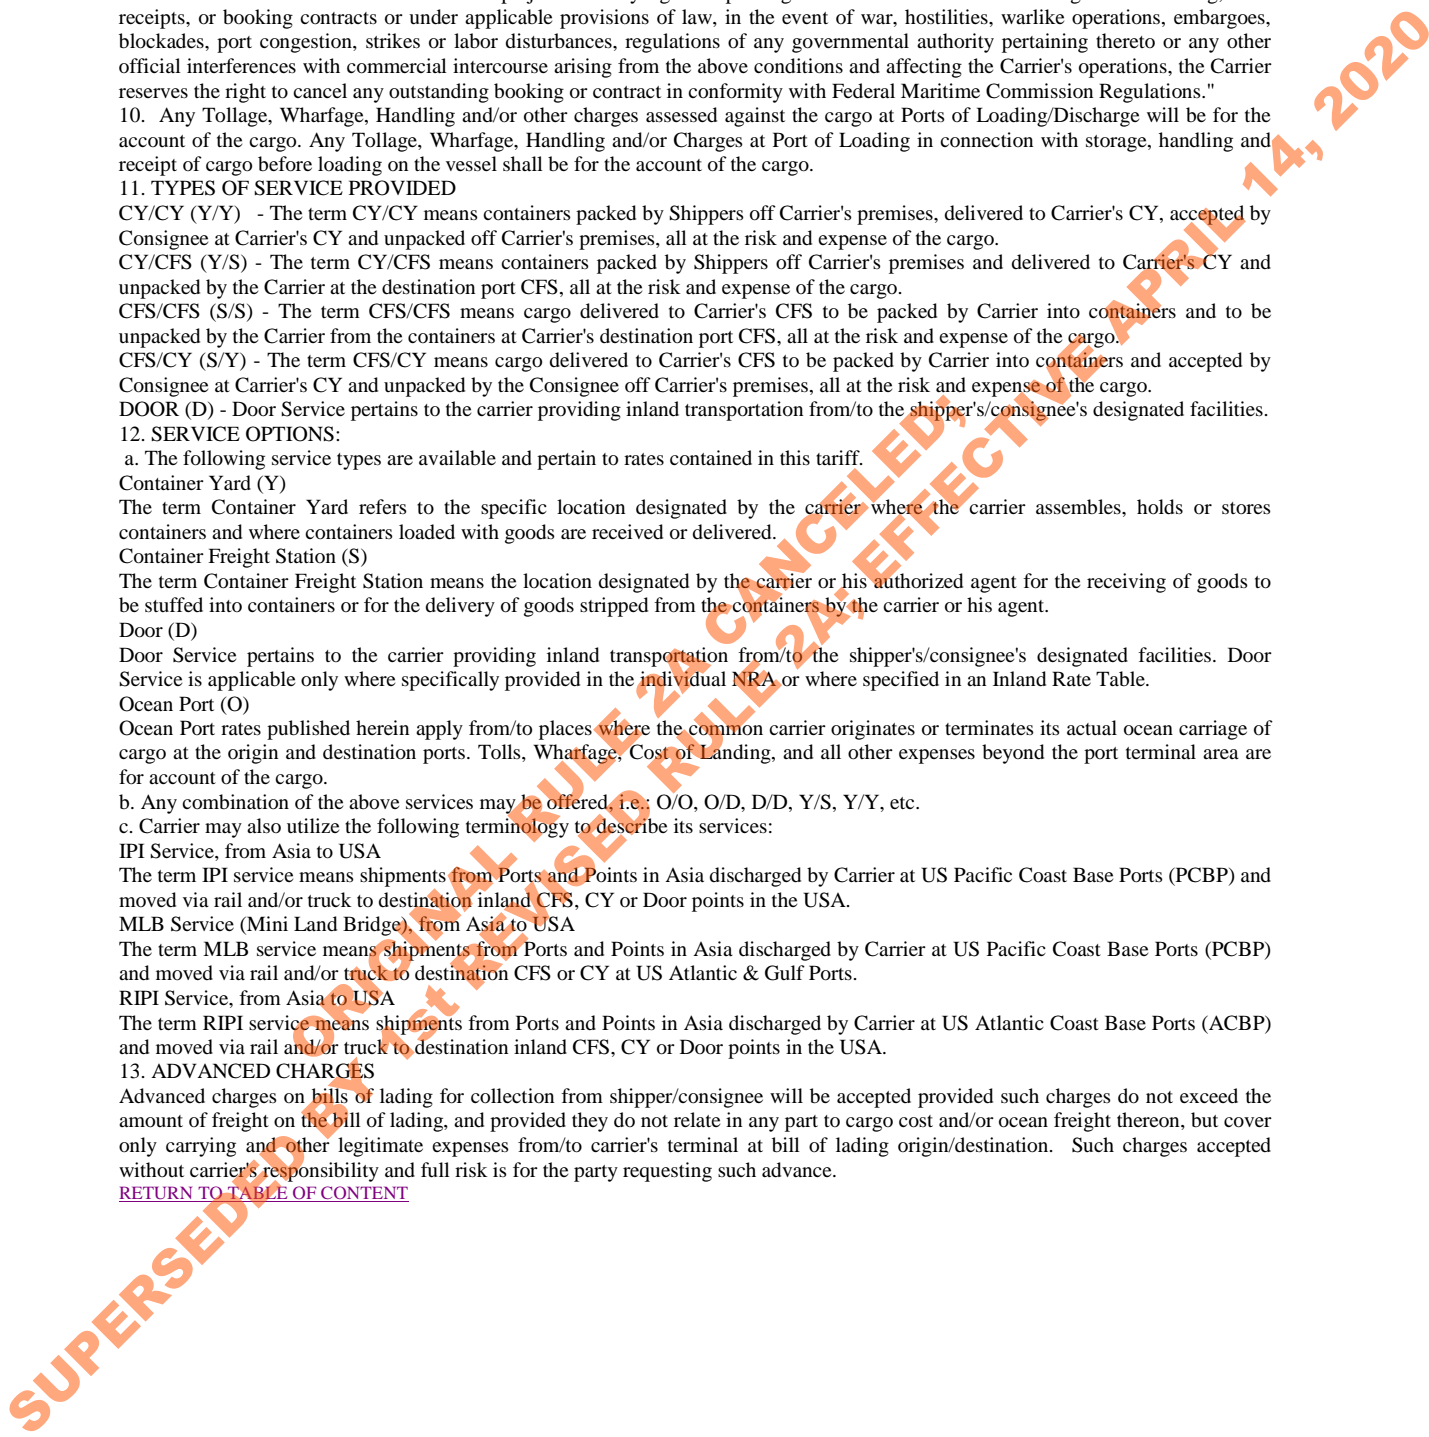 receipts, or booking contracts or under applicable provisions of law, in the event of war, hostilities, warlike operations, embargoes,
blockades, port congestion, strikes or labor disturbances, regulations of any governmental authority pertaining thereto or any other
official interferences with commercial intercourse arising from the above conditions and affecting the Carrier's operations, the Carrier
reserves the right to cancel any outstanding booking or contract in conformity with Federal Maritime Commission Regulations."
10. Any Tollage, Wharfage, Handling and/or other charges assessed against the cargo at Ports of Loading/Discharge will be for the
account of the cargo. Any Tollage, Wharfage, Handling and/or Charges at Port of Loading in connection with storage, handling and
receipt of cargo before loading on the vessel shall be for the account of the cargo.
11. TYPES OF SERVICE PROVIDED
CY/CY (Y/Y) - The term CY/CY means containers packed by Shippers off Carrier's premises, delivered to Carrier's CY, accepted by
Consignee at Carrier's CY and unpacked off Carrier's premises, all at the risk and expense of the cargo.
CY/CFS (Y/S) - The term CY/CFS means containers packed by Shippers off Carrier's premises and delivered to Carrier's CY and
unpacked by the Carrier at the destination port CFS, all at the risk and expense of the cargo.
CFS/CFS (S/S) - The term CFS/CFS means cargo delivered to Carrier's CFS to be packed by Carrier into containers and to be
unpacked by the Carrier from the containers at Carrier's destination port CFS, all at the risk and expense of the cargo.
CFS/CY (S/Y) - The term CFS/CY means cargo delivered to Carrier's CFS to be packed by Carrier into containers and accepted by
Consignee at Carrier's CY and unpacked by the Consignee off Carrier's premises, all at the risk and expense of the cargo.
DOOR (D) - Door Service pertains to the carrier providing inland transportation from/to the shipper's/consignee's designated facilities.
12. SERVICE OPTIONS:
a. The following service types are available and pertain to rates contained in this tariff.
Container Yard (Y)
The term Container Yard refers to the specific location designated by the carrier where the carrier assembles, holds or stores
containers and where containers loaded with goods are received or delivered.
Container Freight Station (S)
The term Container Freight Station means the location designated by the carrier or his authorized agent for the receiving of goods to
be stuffed into containers or for the delivery of goods stripped from the containers by the carrier or his agent.
Door (D)
Door Service pertains to the carrier providing inland transportation from/to the shipper's/consignee's designated facilities. Door
Service is applicable only where specifically provided in the individual NRA or where specified in an Inland Rate Table.
Ocean Port (O)
Ocean Port rates published herein apply from/to places where the common carrier originates or terminates its actual ocean carriage of
cargo at the origin and destination ports. Tolls, Wharfage, Cost of Landing, and all other expenses beyond the port terminal area are
for account of the cargo.
b. Any combination of the above services may be offered, i.e.: O/O, O/D, D/D, Y/S, Y/Y, etc.
c. Carrier may also utilize the following terminology to describe its services:
IPI Service, from Asia to USA
The term IPI service means shipments from Ports and Points in Asia discharged by Carrier at US Pacific Coast Base Ports (PCBP) and
moved via rail and/or truck to destination inland CFS, CY or Door points in the USA.
MLB Service (Mini Land Bridge), from Asia to USA
The term MLB service means shipments from Ports and Points in Asia discharged by Carrier at US Pacific Coast Base Ports (PCBP)
and moved via rail and/or truck to destination CFS or CY at US Atlantic & Gulf Ports.
RIPI Service, from Asia to USA
The term RIPI service means shipments from Ports and Points in Asia discharged by Carrier at US Atlantic Coast Base Ports (ACBP)
and moved via rail and/or truck to destination inland CFS, CY or Door points in the USA.
13. ADVANCED CHARGES
Advanced charges on bills of lading for collection from shipper/consignee will be accepted provided such charges do not exceed the
amount of freight on the bill of lading, and provided they do not relate in any part to cargo cost and/or ocean freight thereon, but cover
only carrying and other legitimate expenses from/to carrier's terminal at bill of lading origin/destination. Such charges accepted
without carrier's responsibility and full risk is for the party requesting such advance.
RETURN TO TABLE OF CONTENT
ORIGINAL RULE 2A CANCELED;
SUPERSEDED BY 1st REVISED RULE 2A; EFFECTIVE APRIL 14, 2020